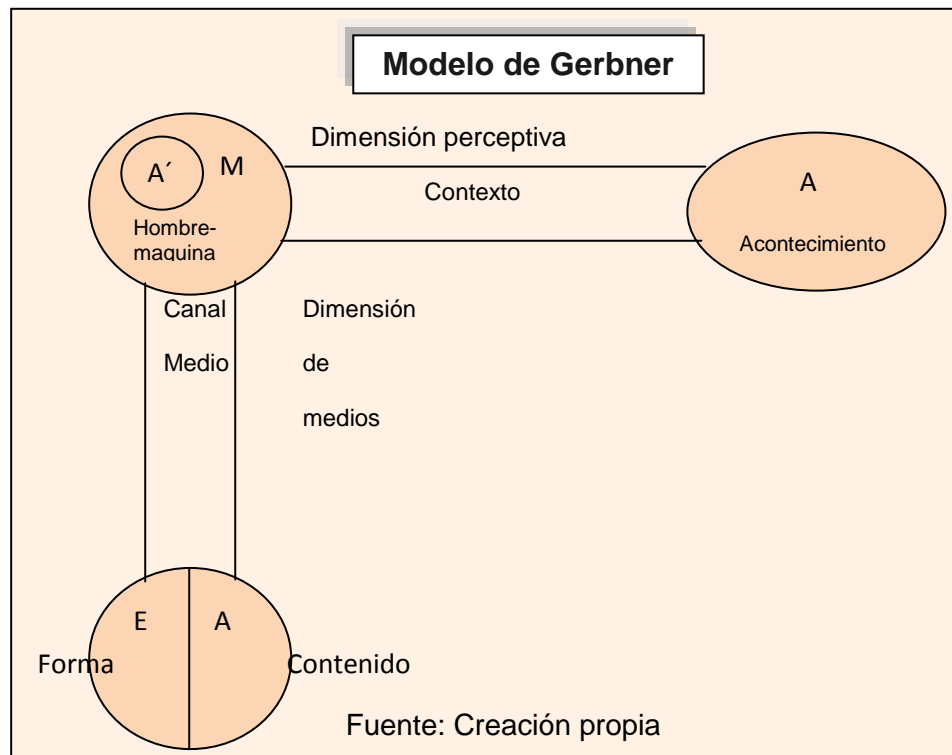 Modelo de Gerbner
Dimensión perceptiva
A´ M
Contexto
A
Hombre-
maquina
Acontecimiento
Canal
Medio
Dimensión
de
medios
E A
Forma
Contenido
Fuente: Creación propia